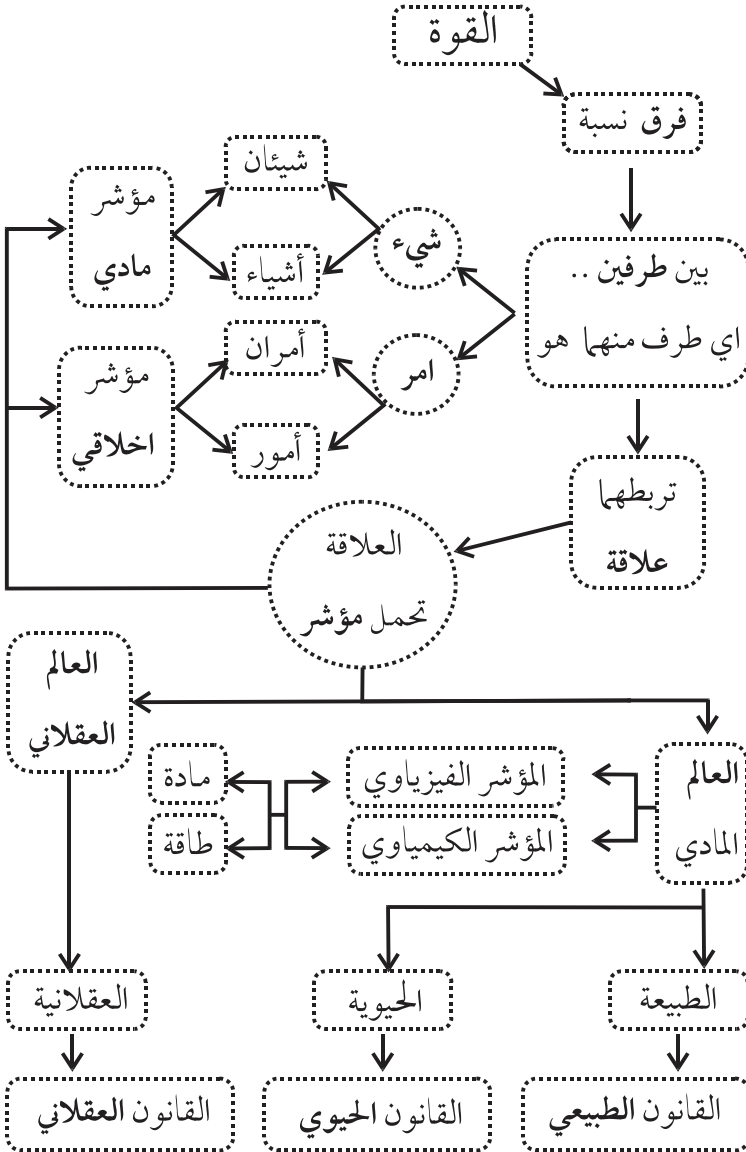 القوة
فرق نسبة
بين طرفين ..
اي طرف منهما هو
شيء
امر
شيئان
أشياء
أمران
أمور
مؤشر
مادي
مؤشر
اخلاقي
تربطهما
علاقة
العلاقة
تحمل مؤشر
العالم
العقلاني
العالم
المادي
المؤشر الفيزياوي
المؤشر الكيمياوي
مادة
طاقة
الطبيعة
الحيوية
العقلانية
القانون الطبيعي
القانون الحيوي
القانون العقلاني